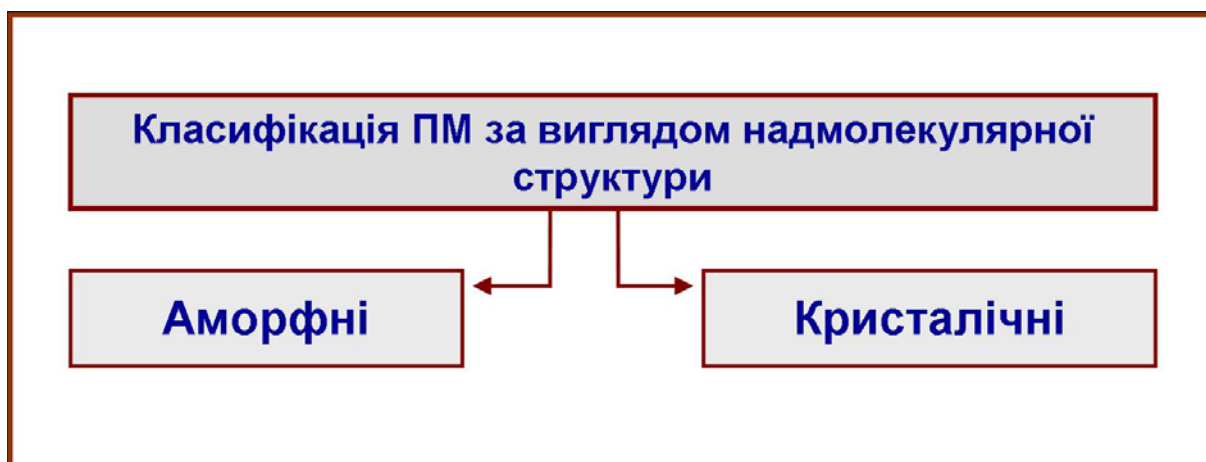 Класифікація ПМ за виглядом надмолекулярної
структури
Аморфні
Кристалічні